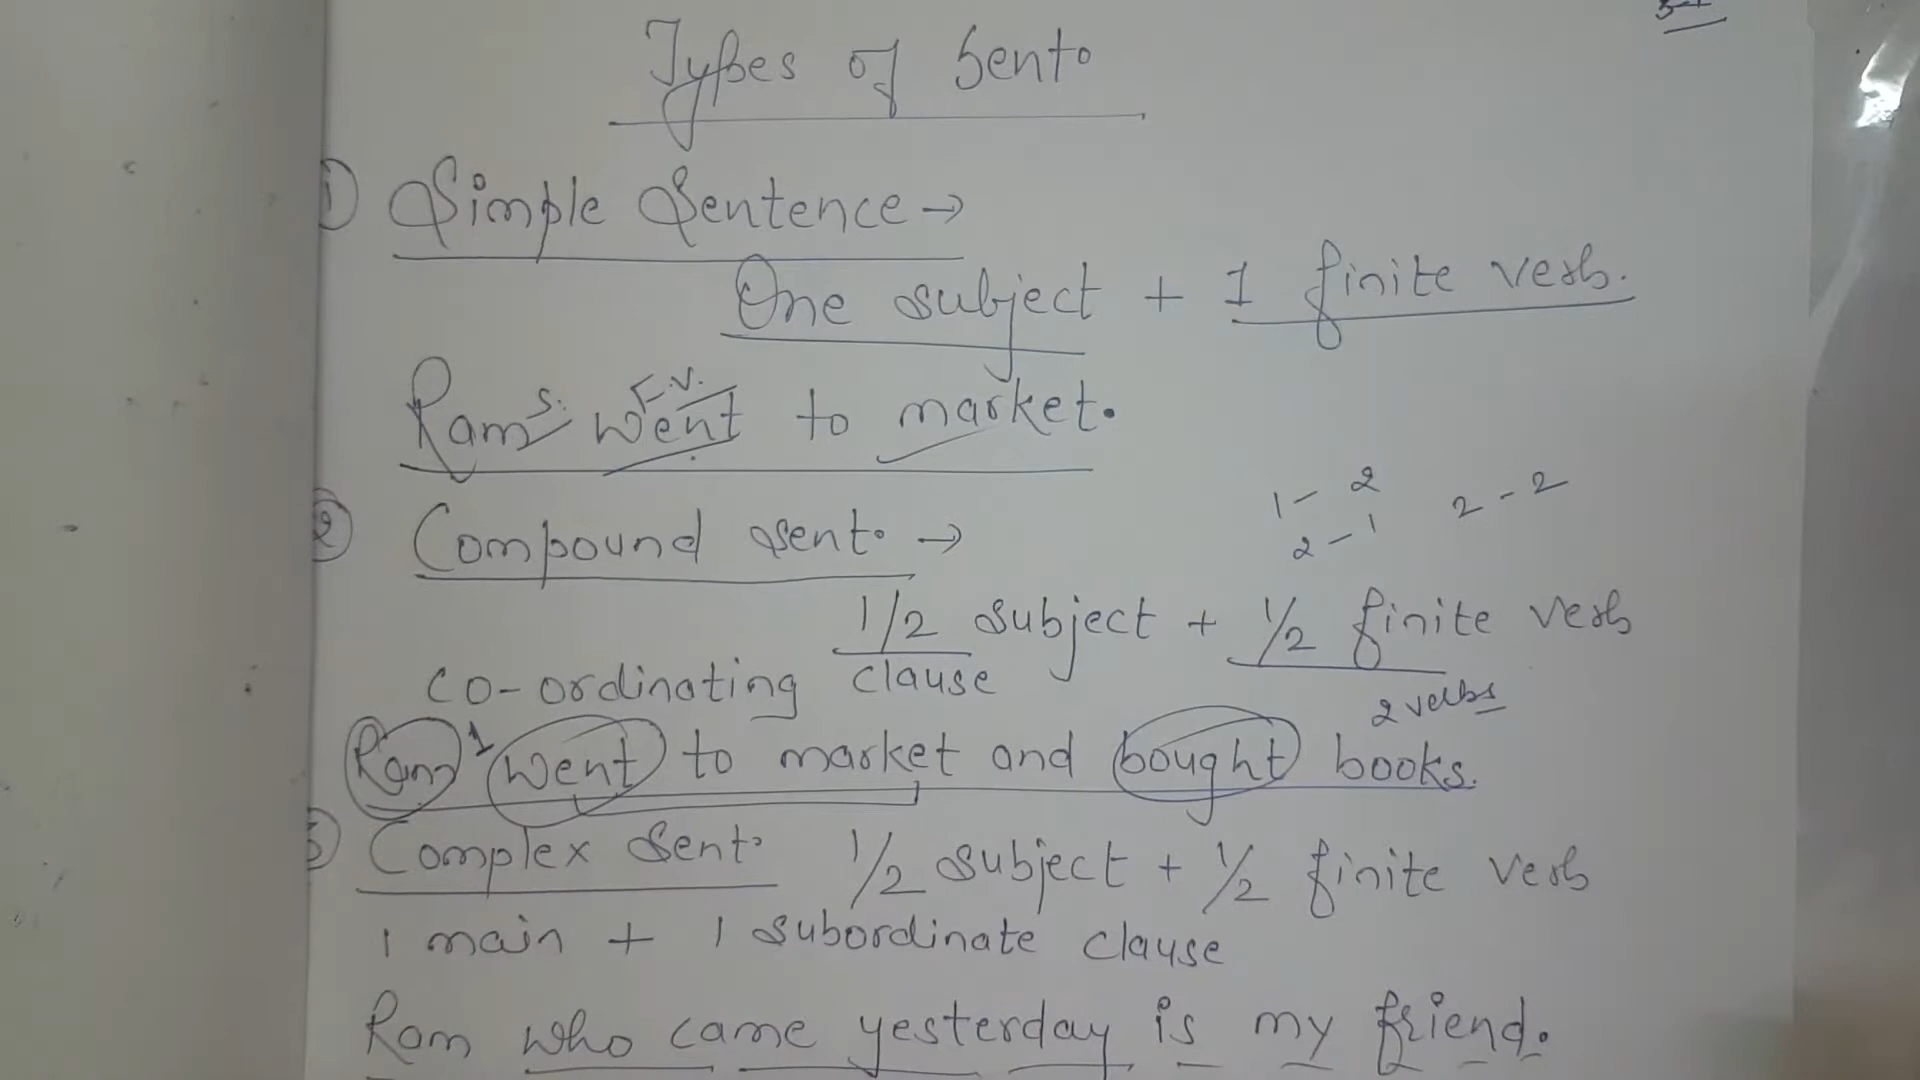 Types of Sent.
1) Simple Sentence →
One subject + 1 finite verb.
S. F.V.
Ram went to market.
1 - 2 2 - 2
2 - 1
2) Compound sent. →
1/2 subject + 1/2 finite verb
co-ordinating clause
2 verbs
Ram 1 went to market and bought books.
3) Complex Sent. 1/2 subject + 1/2 finite verb
1 main + 1 subordinate clause
Ram who came yesterday is my friend.